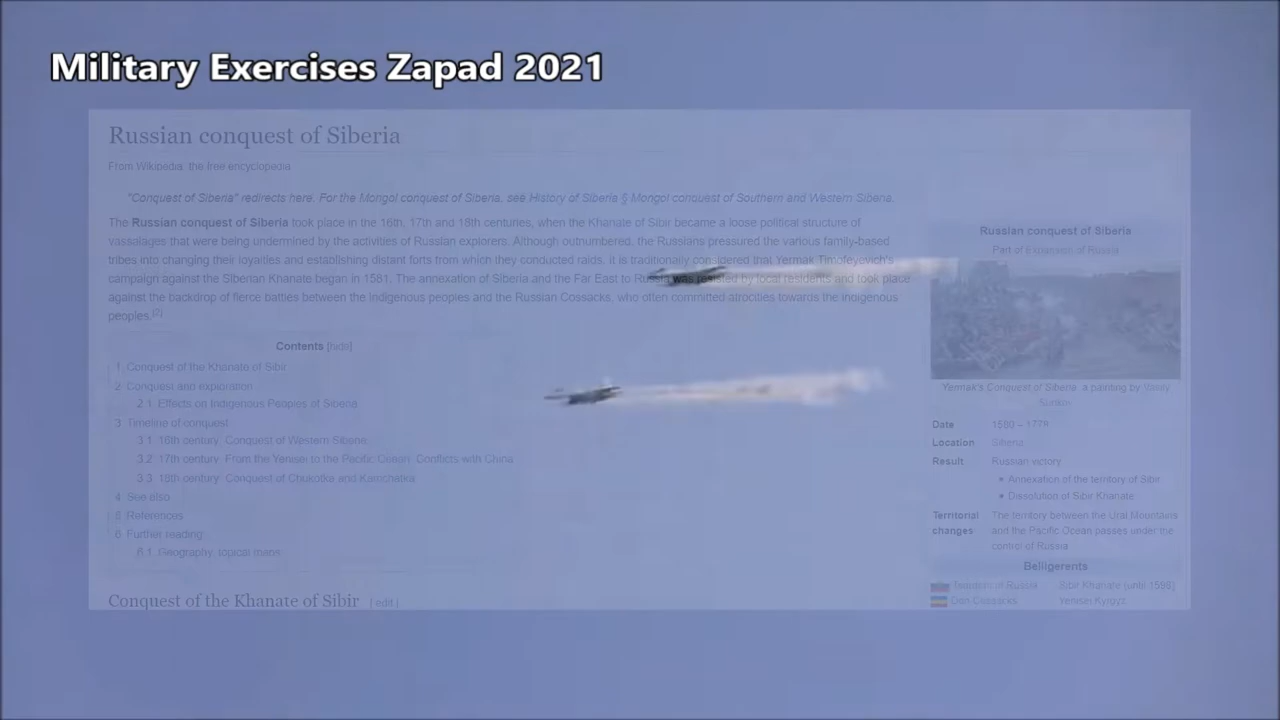 Military Exercises Zapad 2021
Russian conquest of Siberia
From Wikipedia, the free encyclopedia
"Conquest of Siberia" redirects here. For the Mongol conquest of Siberia, see History of Siberia § Mongol conquest of Southern and Western Siberia.
The Russian conquest of Siberia took place in the 16th, 17th and 18th centuries, when the Khanate of Sibir became a loose political structure of
vassalages that were being undermined by the activities of Russian explorers. Although outnumbered, the Russians pressured the various family-based
tribes into changing their loyalties and establishing distant forts from which they conducted raids. It is traditionally considered that Yermak Timofeyevich's
campaign against the Siberian Khanate began in 1581. The annexation of Siberia and the Far East to Russia was resisted by local residents and took place
against the backdrop of fierce battles between the Indigenous peoples and the Russian Cossacks, who often committed atrocities towards the Indigenous
peoples.[2]
Contents [hide]
1 Conquest of the Khanate of Sibir
2 Conquest and exploration
2.1 Effects on Indigenous Peoples of Siberia
3 Timeline of conquest
3.1 16th century: Conquest of Western Siberia
3.2 17th century: From the Yenisei to the Pacific Ocean. Conflicts with China
3.3 18th century: Conquest of Chukotka and Kamchatka
4 See also
5 References
6 Further reading
6.1 Geography, topical maps
Conquest of the Khanate of Sibir [ edit ]
Russian conquest of Siberia
Part of Expansion of Russia
Yermak's Conquest of Siberia, a painting by Vasily
Surikov
Date 1580 – 1778
Location Siberia
Result Russian victory
Annexation of the territory of Sibir
Dissolution of Sibir Khanate
Territorial changes The territory between the Ural Mountains
and the Pacific Ocean passes under the
control of Russia
Belligerents
Tsardom of Russia Sibir Khanate (until 1598)
Don Cossacks Yenisei Kyrgyz